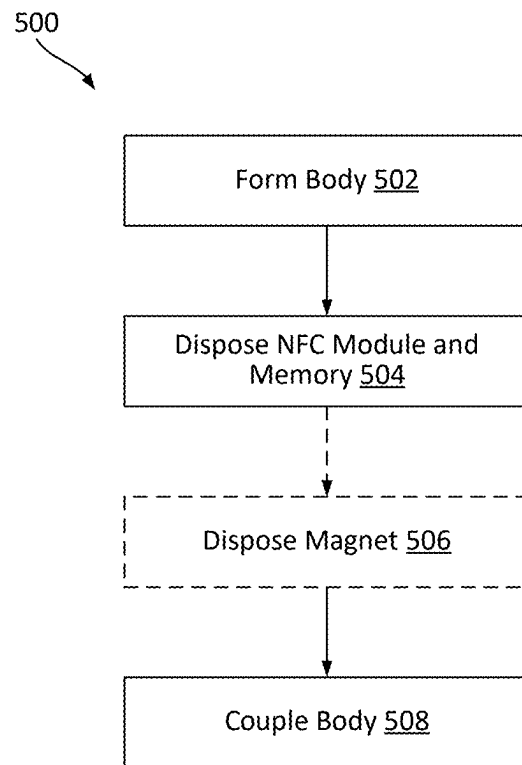 500
Form Body 502
Dispose NFC Module and
Memory 504
Dispose Magnet 506
Couple Body 508